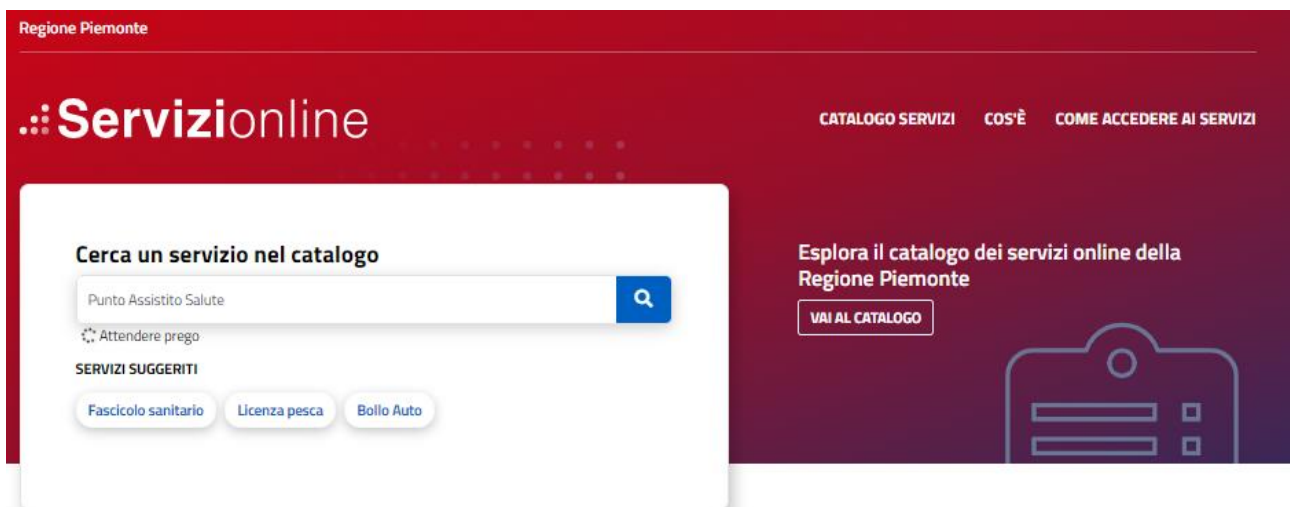 Regione Piemonte
Servizionline
CATALOGO SERVIZI COS'È COME ACCEDERE AI SERVIZI
Cerca un servizio nel catalogo
Punto Assistito Salute
Attendere prego
SERVIZI SUGGERITI
Fascicolo sanitario Licenza pesca Bollo Auto
Esplora il catalogo dei servizi online della
Regione Piemonte
VAI AL CATALOGO